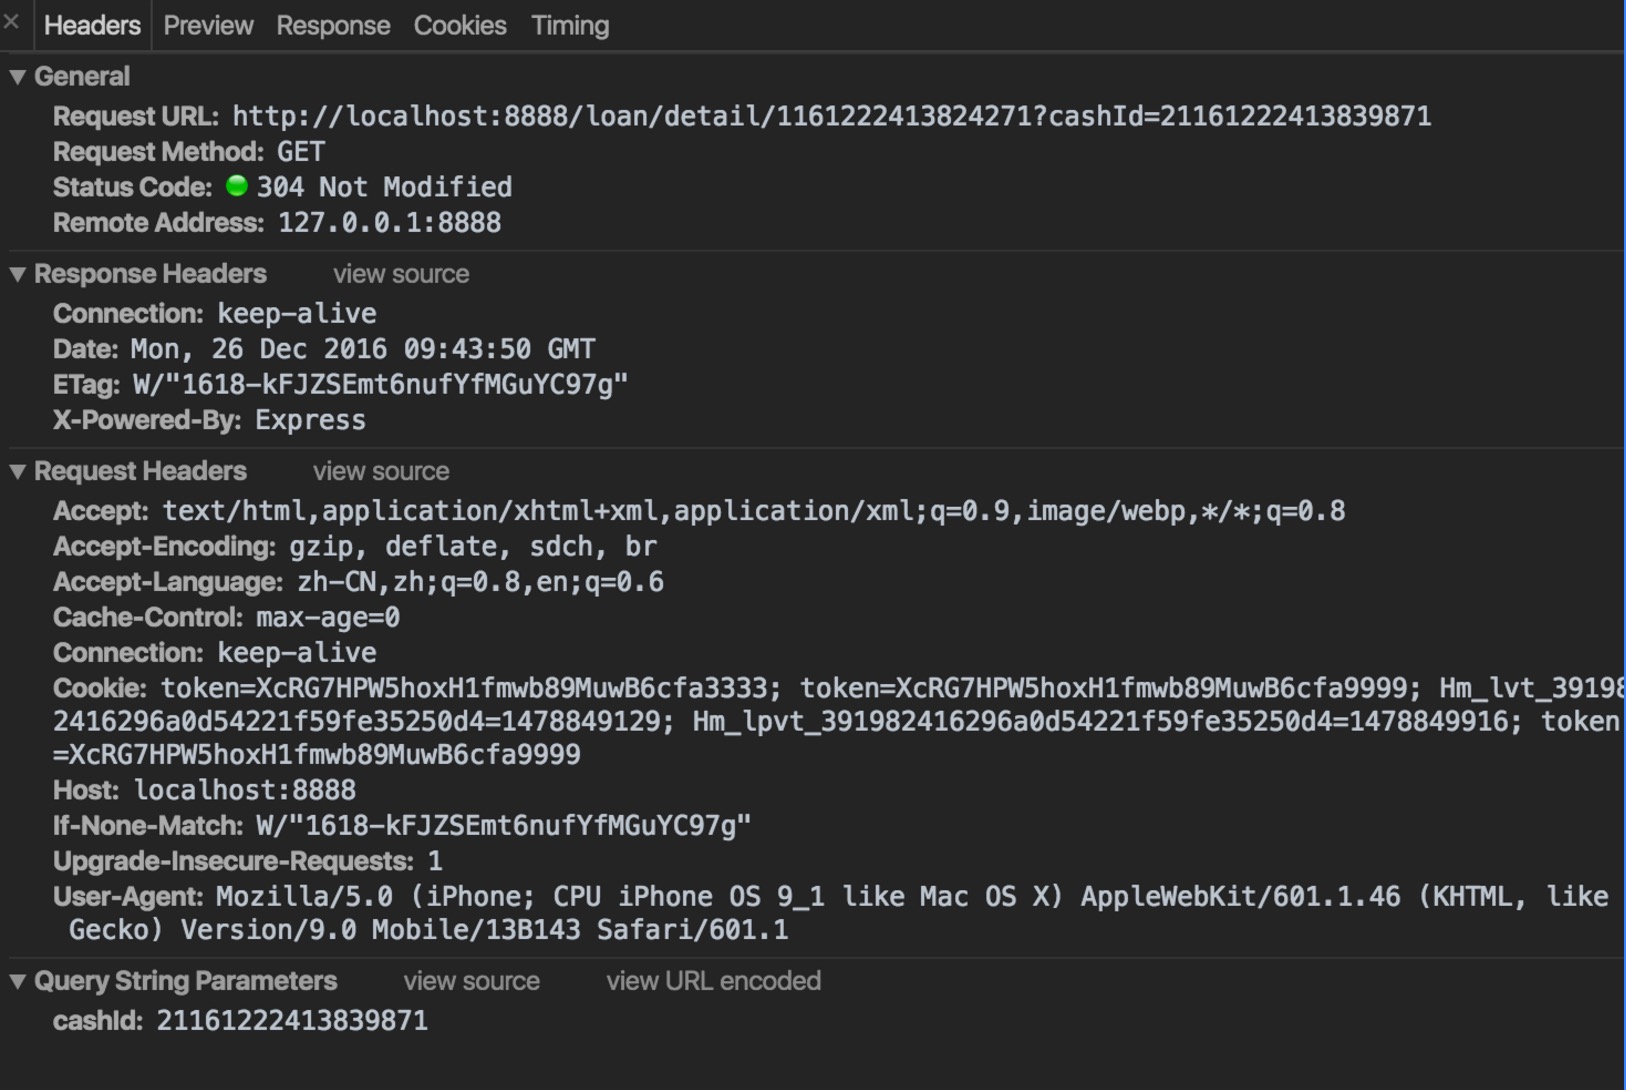 × Headers Preview Response Cookies Timing
▼ General
Request URL: http://localhost:8888/loan/detail/1161222413824271?cashId=21161222413839871
Request Method: GET
Status Code: 304 Not Modified
Remote Address: 127.0.0.1:8888
▼ Response Headers view source
Connection: keep-alive
Date: Mon, 26 Dec 2016 09:43:50 GMT
ETag: W/"1618-kFJZSEmt6nufYfMGuYC97g"
X-Powered-By: Express
▼ Request Headers view source
Accept: text/html,application/xhtml+xml,application/xml;q=0.9,image/webp,*/*;q=0.8
Accept-Encoding: gzip, deflate, sdch, br
Accept-Language: zh-CN,zh;q=0.8,en;q=0.6
Cache-Control: max-age=0
Connection: keep-alive
Cookie: token=XcRG7HPW5hoxH1fmwb89MuwB6cfa3333; token=XcRG7HPW5hoxH1fmwb89MuwB6cfa9999; Hm_lvt_39198
2416296a0d54221f59fe35250d4=1478849129; Hm_lpvt_391982416296a0d54221f59fe35250d4=1478849916; token
=XcRG7HPW5hoxH1fmwb89MuwB6cfa9999
Host: localhost:8888
If-None-Match: W/"1618-kFJZSEmt6nufYfMGuYC97g"
Upgrade-Insecure-Requests: 1
User-Agent: Mozilla/5.0 (iPhone; CPU iPhone OS 9_1 like Mac OS X) AppleWebKit/601.1.46 (KHTML, like
Gecko) Version/9.0 Mobile/13B143 Safari/601.1
▼ Query String Parameters view source view URL encoded
cashId: 21161222413839871